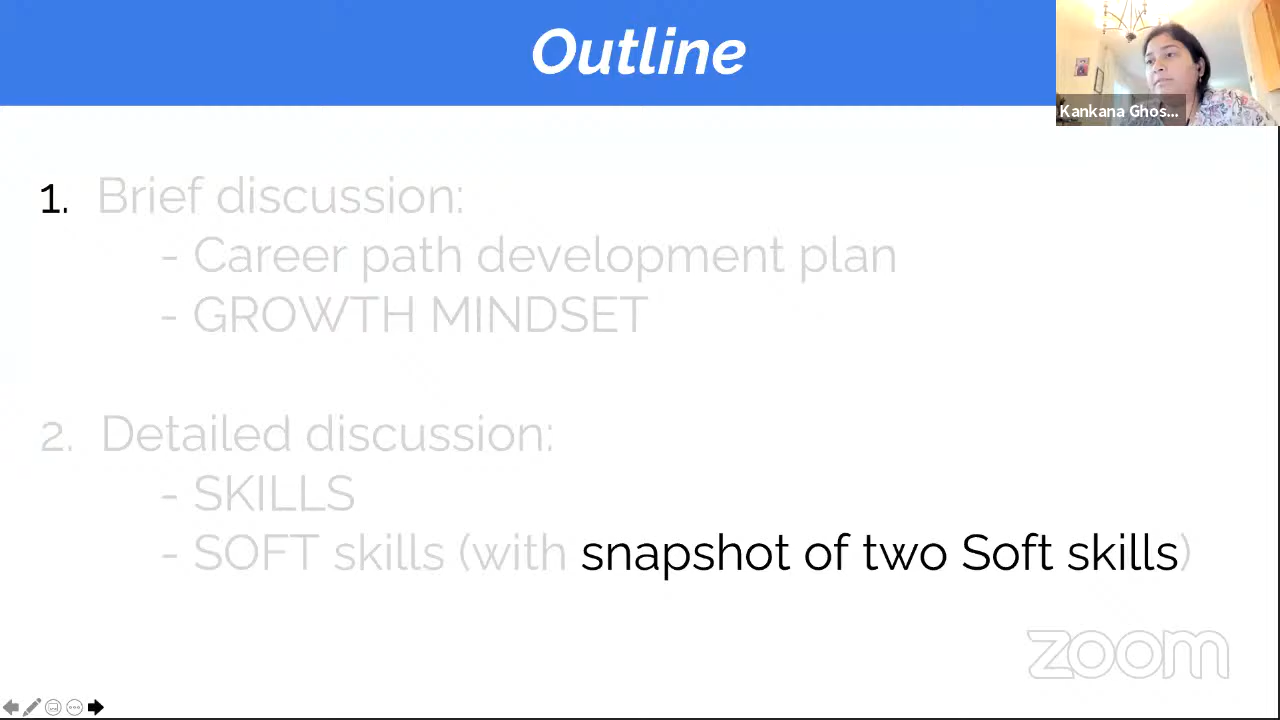 Outline
Kankana Ghos...
1. Brief discussion:
- Career path development plan
- GROWTH MINDSET
2. Detailed discussion:
- SKILLS
- SOFT skills (with snapshot of two Soft skills)
zoom